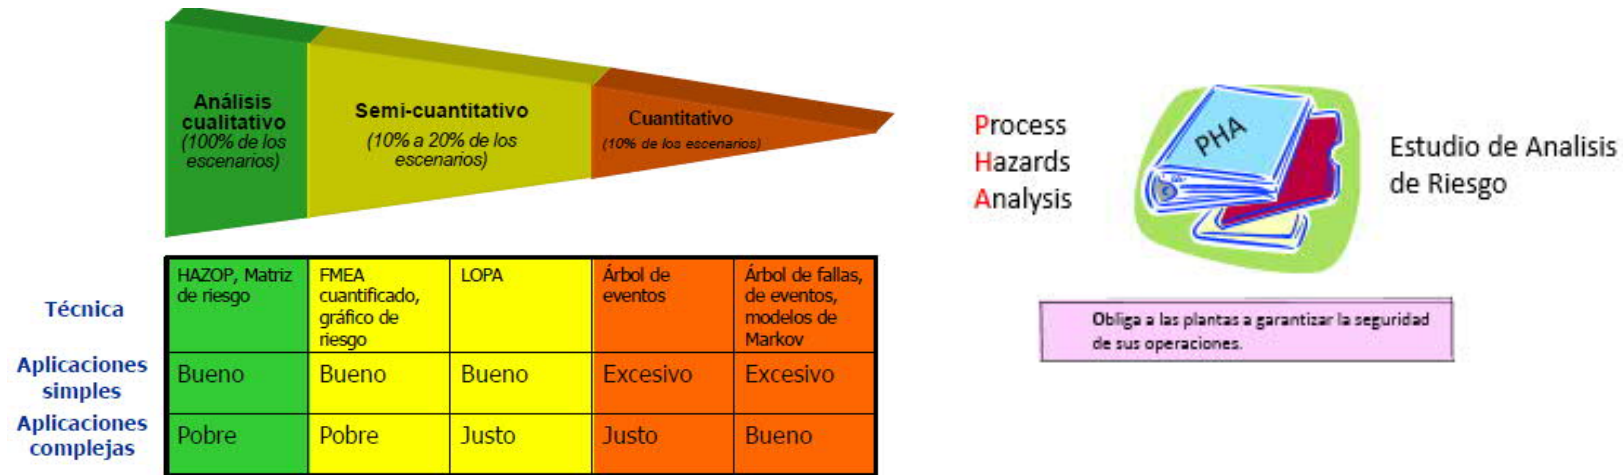 Análisis
cualitativo
(100% de los
escenarios)
Semi-cuantitativo
(10% a 20% de los
escenarios)
Cuantitativo
(10% de los escenarios)
Process
Hazards
Analysis
PHA
Estudio de Analisis
de Riesgo
Obliga a las plantas a garantizar la seguridad
de sus operaciones.
Técnica
HAZOP, Matriz
de riesgo
FMEA
cuantificado,
gráfico de
riesgo
LOPA
Árbol de
eventos
Árbol de fallas,
de eventos,
modelos de
Markov
Aplicaciones
simples
Bueno
Bueno
Bueno
Excesivo
Excesivo
Aplicaciones
complejas
Pobre
Pobre
Justo
Justo
Bueno